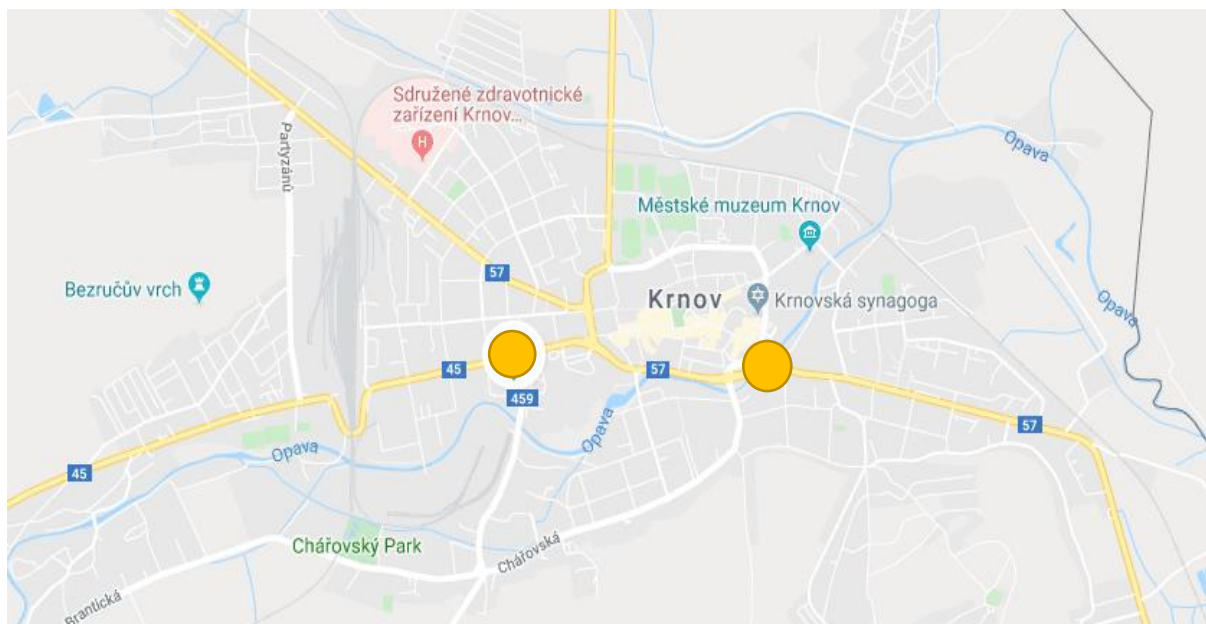 Sdružené zdravotnické
zařízení Krnov...
H
Partyzánů
Opava
Městské muzeum Krnov
57
Bezručův vrch
Krnov
Krnovská synagoga
Opava
45
57
459
Opava
57
Opava
45
Chářovský Park
Chářovská
Brantická